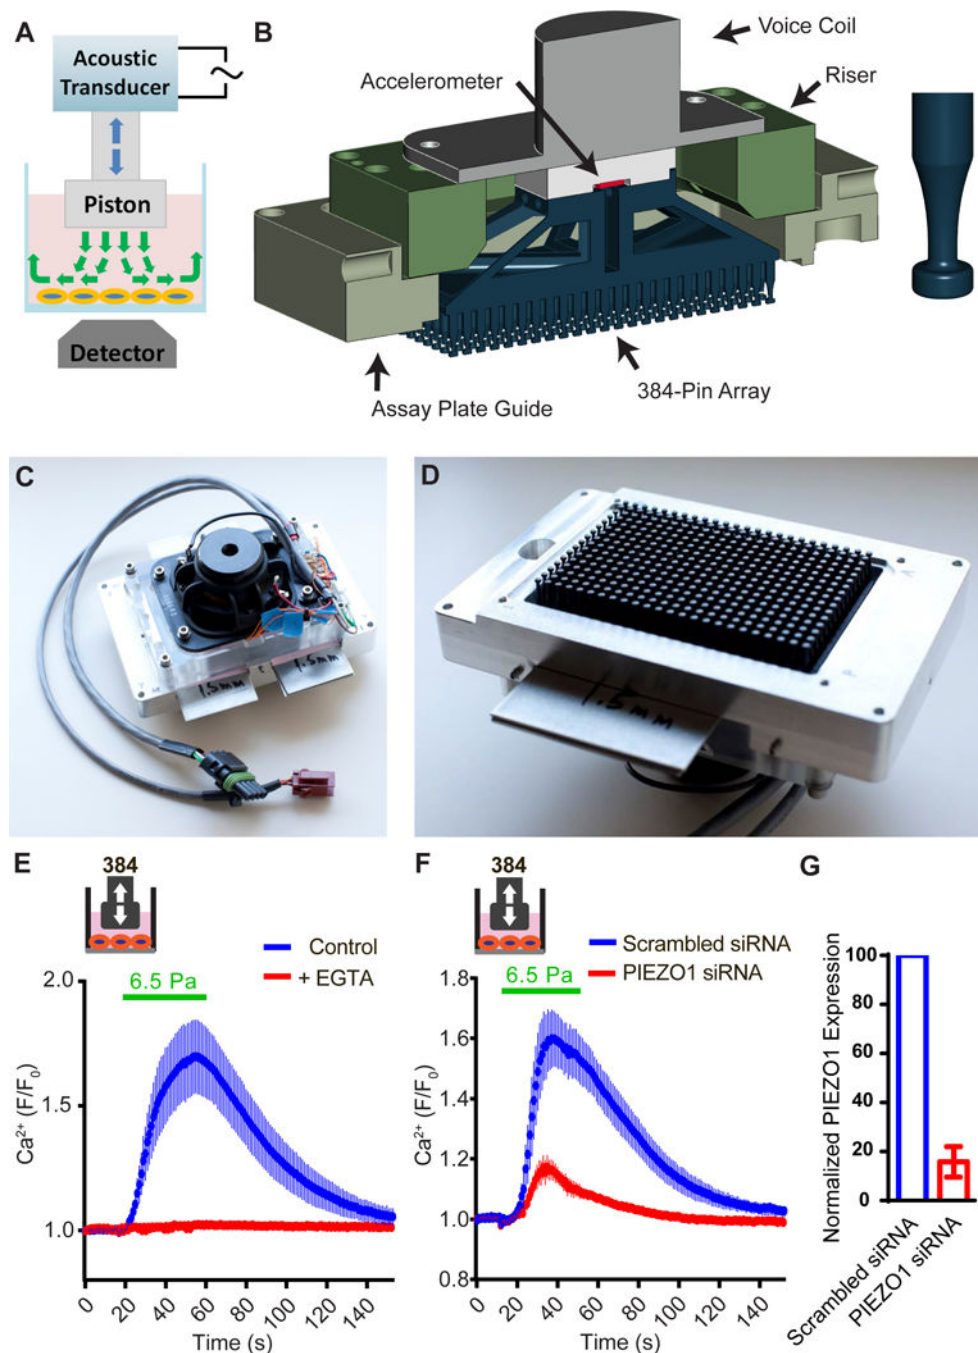 A
Acoustic
Transducer
Piston
Detector
B
Voice Coil
Accelerometer
Riser
384-Pin Array
Assay Plate Guide
C
1.5mm
1.5mm
D
1.5mm
E
384
Control
+ EGTA
6.5 Pa
2.0
1.5
1.0
Ca²⁺ (F/F₀)
0 20 40 60 80 100 120 140
Time (s)
F
384
Scrambled siRNA
PIEZO1 siRNA
6.5 Pa
1.8
1.6
1.4
1.2
1.0
0.8
Ca²⁺ (F/F₀)
0 20 40 60 80 100 120 140
Time (s)
G
Normalized PIEZO1 Expression
100
80
60
40
20
0
Scrambled siRNA
PIEZO1 siRNA